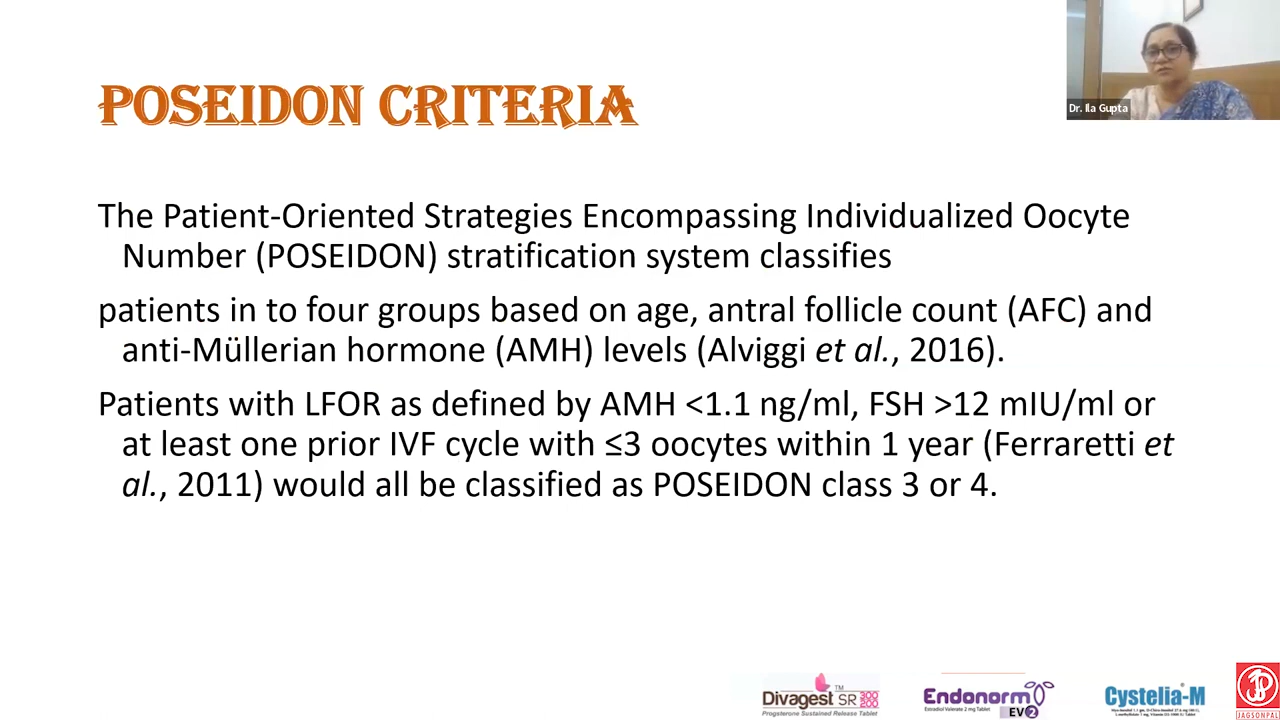 Dr. Ila Gupta
POSEIDON CRITERIA
The Patient-Oriented Strategies Encompassing Individualized Oocyte
Number (POSEIDON) stratification system classifies
patients in to four groups based on age, antral follicle count (AFC) and
anti-Müllerian hormone (AMH) levels (Alviggi et al., 2016).
Patients with LFOR as defined by AMH <1.1 ng/ml, FSH >12 mIU/ml or
at least one prior IVF cycle with ≤3 oocytes within 1 year (Ferraretti et
al., 2011) would all be classified as POSEIDON class 3 or 4.
Divagest SR 300 200 TM
Progesterone Sustained Release Tablet
Endonorm
Estradiol Valerate 2 mg Tablet
EV 2
Cystelia-M
JAGSONPAL